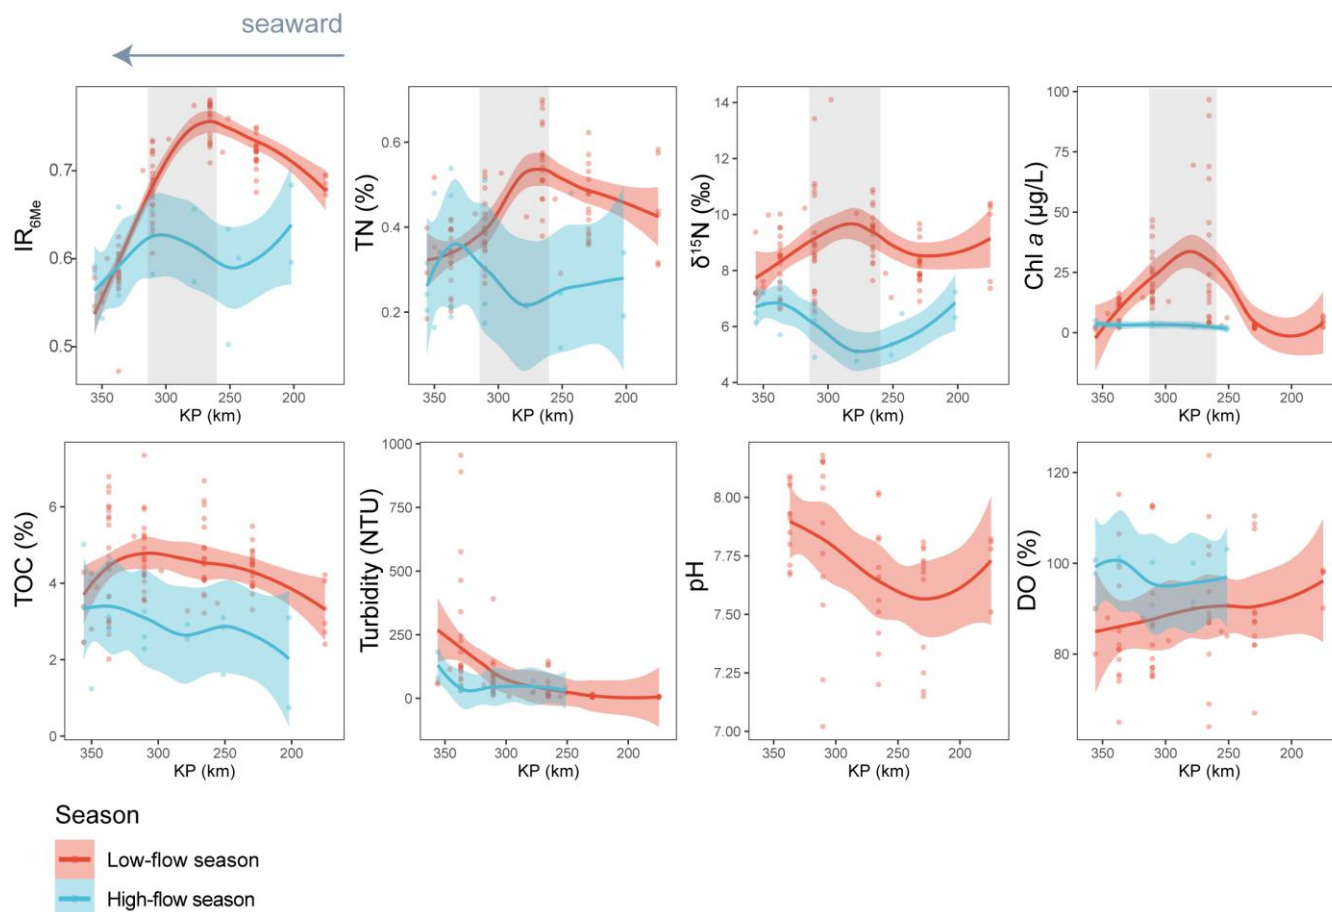 seaward
IR6Me
0.7
0.6
0.5
350 300 250 200
KP (km)
TN (%)
0.6
0.4
0.2
350 300 250 200
KP (km)
δ15N (‰)
14
12
10
8
6
4
350 300 250 200
KP (km)
Chl a (µg/L)
100
75
50
25
0
350 300 250 200
KP (km)
TOC (%)
6
4
2
0
350 300 250 200
KP (km)
Turbidity (NTU)
1000
750
500
250
0
350 300 250 200
KP (km)
pH
8.00
7.75
7.50
7.25
7.00
350 300 250 200
KP (km)
DO (%)
120
100
80
350 300 250 200
KP (km)
Season
Low-flow season
High-flow season